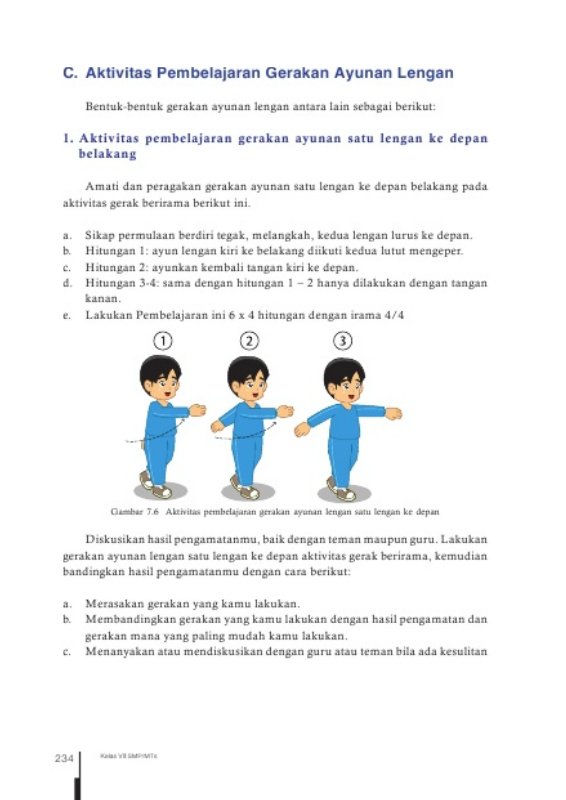 C. Aktivitas Pembelajaran Gerakan Ayunan Lengan
Bentuk-bentuk gerakan ayunan lengan antara lain sebagai berikut:
1. Aktivitas pembelajaran gerakan ayunan satu lengan ke depan
belakang
Amati dan peragakan gerakan ayunan satu lengan ke depan belakang pada
aktivitas gerak berirama berikut ini.
a. Sikap permulaan berdiri tegak, melangkah, kedua lengan lurus ke depan.
b. Hitungan 1: ayun lengan kiri ke belakang diikuti kedua lutut mengeper.
c. Hitungan 2: ayunkan kembali tangan kiri ke depan.
d. Hitungan 3-4: sama dengan hitungan 1 – 2 hanya dilakukan dengan tangan
kanan.
e. Lakukan Pembelajaran ini 6 x 4 hitungan dengan irama 4/4
1 2 3
Gambar 7.6 Aktivitas pembelajaran gerakan ayunan lengan satu lengan ke depan
Diskusikan hasil pengamatanmu, baik dengan teman maupun guru. Lakukan
gerakan ayunan lengan satu lengan ke depan aktivitas gerak berirama, kemudian
bandingkan hasil pengamatanmu dengan cara berikut:
a. Merasakan gerakan yang kamu lakukan.
b. Membandingkan gerakan yang kamu lakukan dengan hasil pengamatan dan
gerakan mana yang paling mudah kamu lakukan.
c. Menanyakan atau mendiskusikan dengan guru atau teman bila ada kesulitan
234 Kelas VII SMP/MTs